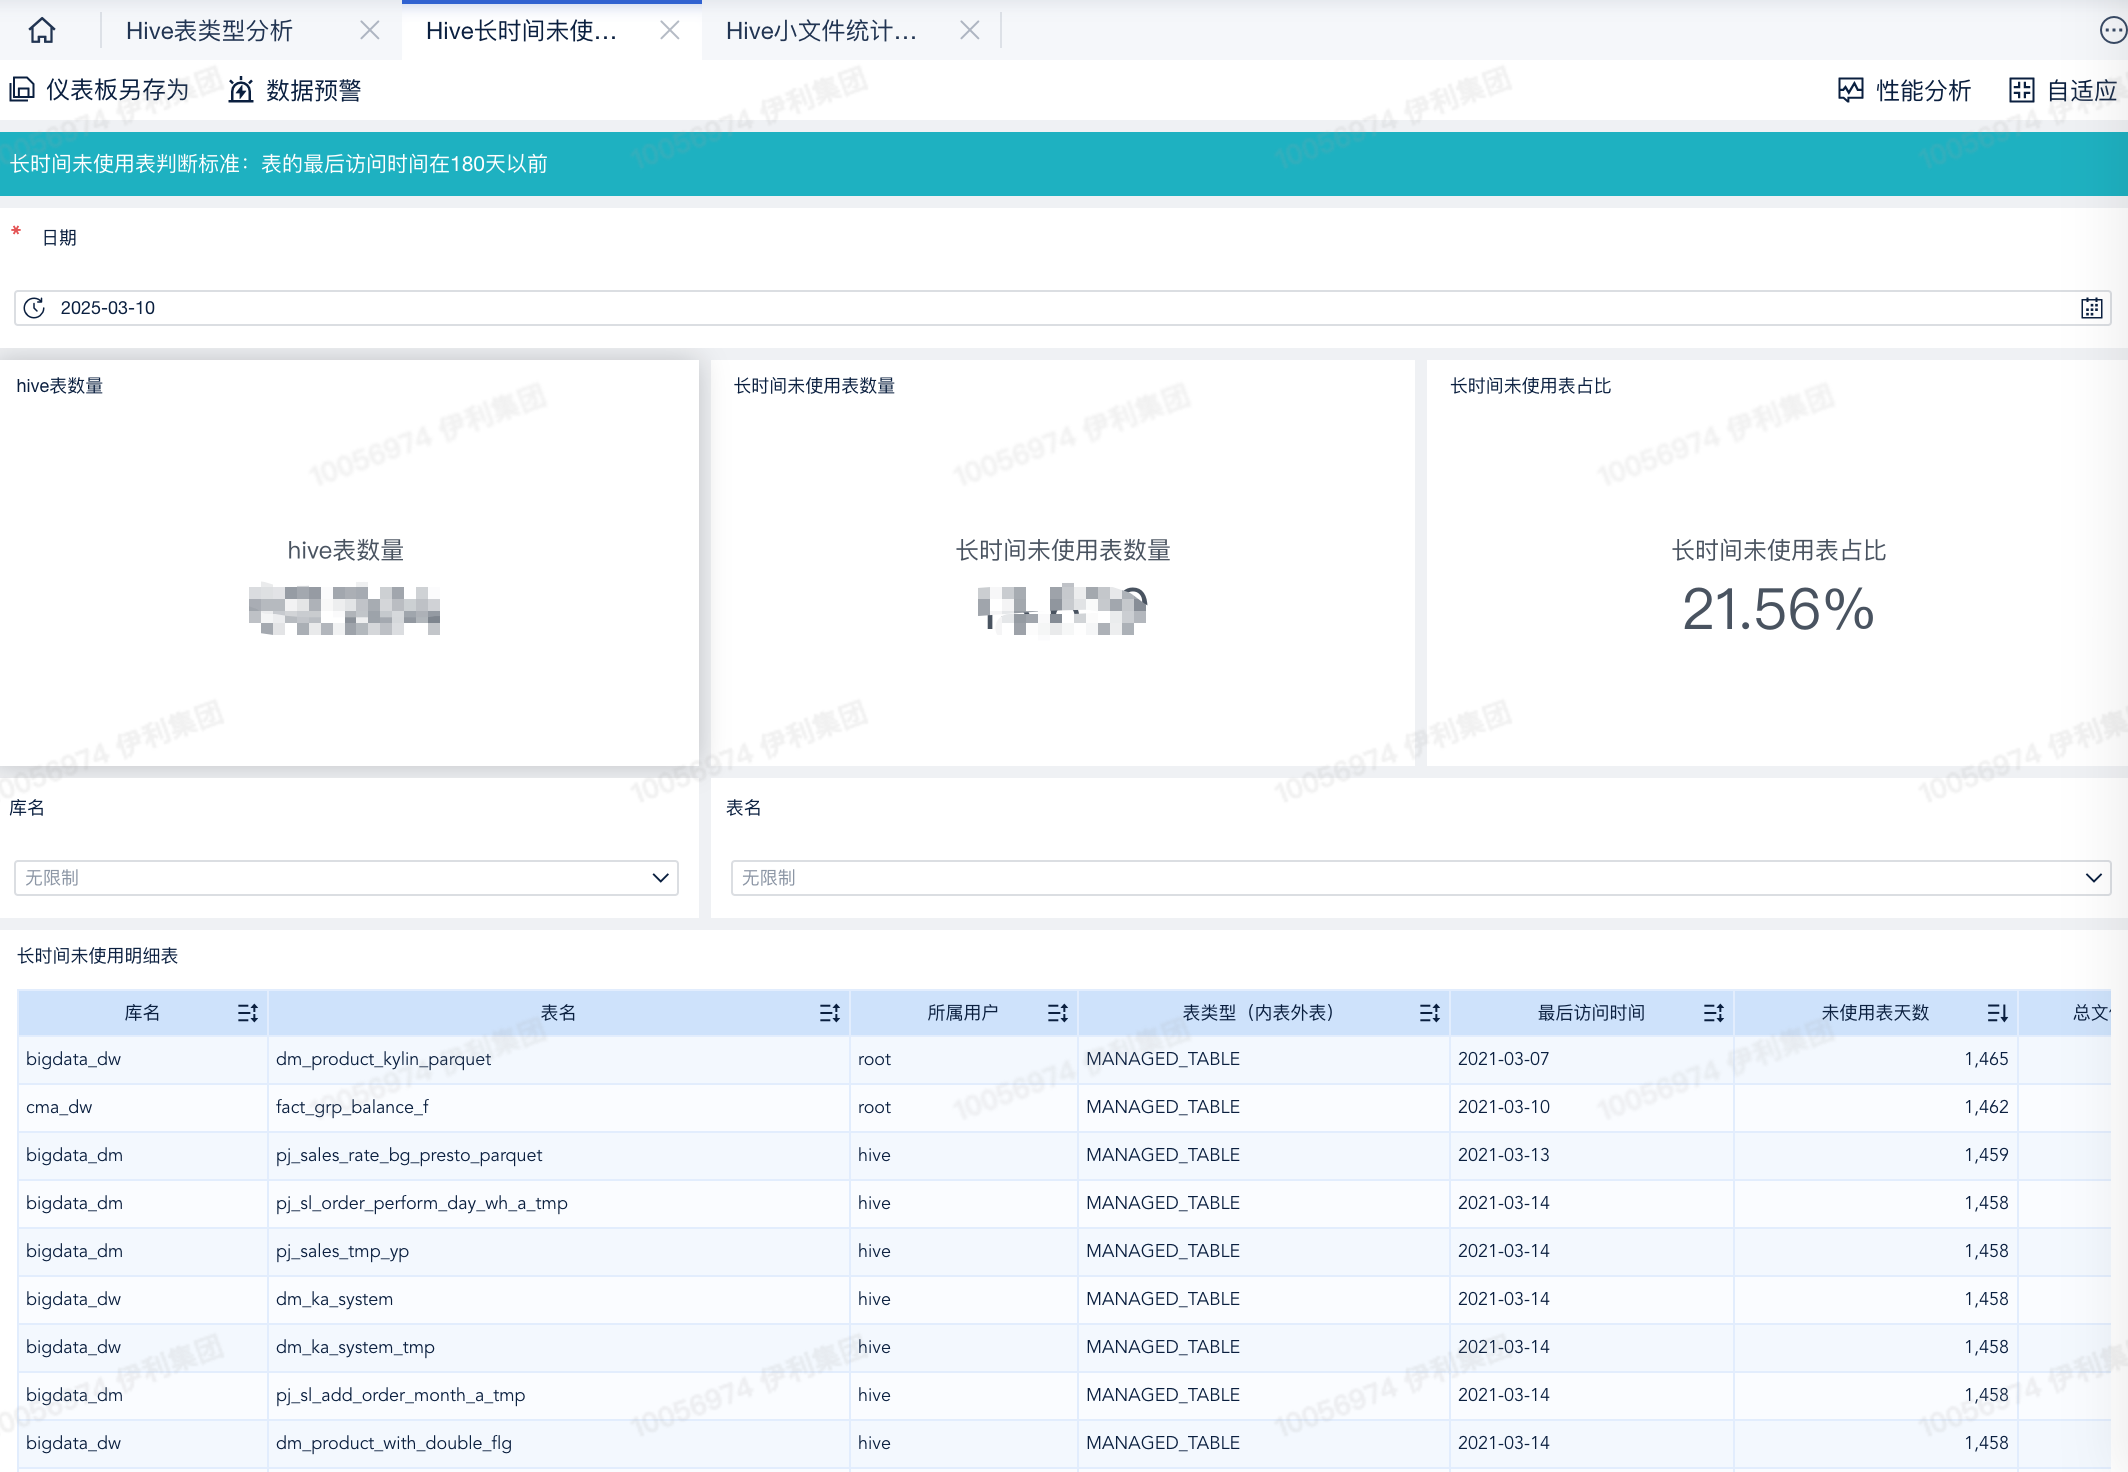 Hive表类型分析
Hive长时间未使...
Hive小文件统计...
仪表板另存为
数据预警
性能分析
自适应
长时间未使用表判断标准：表的最后访问时间在180天以前
* 日期
2025-03-10
hive表数量
长时间未使用表数量
长时间未使用表占比
hive表数量
长时间未使用表数量
长时间未使用表占比
21.56%
库名
表名
无限制
无限制
长时间未使用明细表
库名 表名 所属用户 表类型（内表外表） 最后访问时间 未使用表天数 总文
bigdata_dw dm_product_kylin_parquet root MANAGED_TABLE 2021-03-07 1,465
cma_dw fact_grp_balance_f root MANAGED_TABLE 2021-03-10 1,462
bigdata_dm pj_sales_rate_bg_presto_parquet hive MANAGED_TABLE 2021-03-13 1,459
bigdata_dm pj_sl_order_perform_day_wh_a_tmp hive MANAGED_TABLE 2021-03-14 1,458
bigdata_dm pj_sales_tmp_yp hive MANAGED_TABLE 2021-03-14 1,458
bigdata_dw dm_ka_system hive MANAGED_TABLE 2021-03-14 1,458
bigdata_dw dm_ka_system_tmp hive MANAGED_TABLE 2021-03-14 1,458
bigdata_dm pj_sl_add_order_month_a_tmp hive MANAGED_TABLE 2021-03-14 1,458
bigdata_dw dm_product_with_double_flg hive MANAGED_TABLE 2021-03-14 1,458
10056974 伊利集团